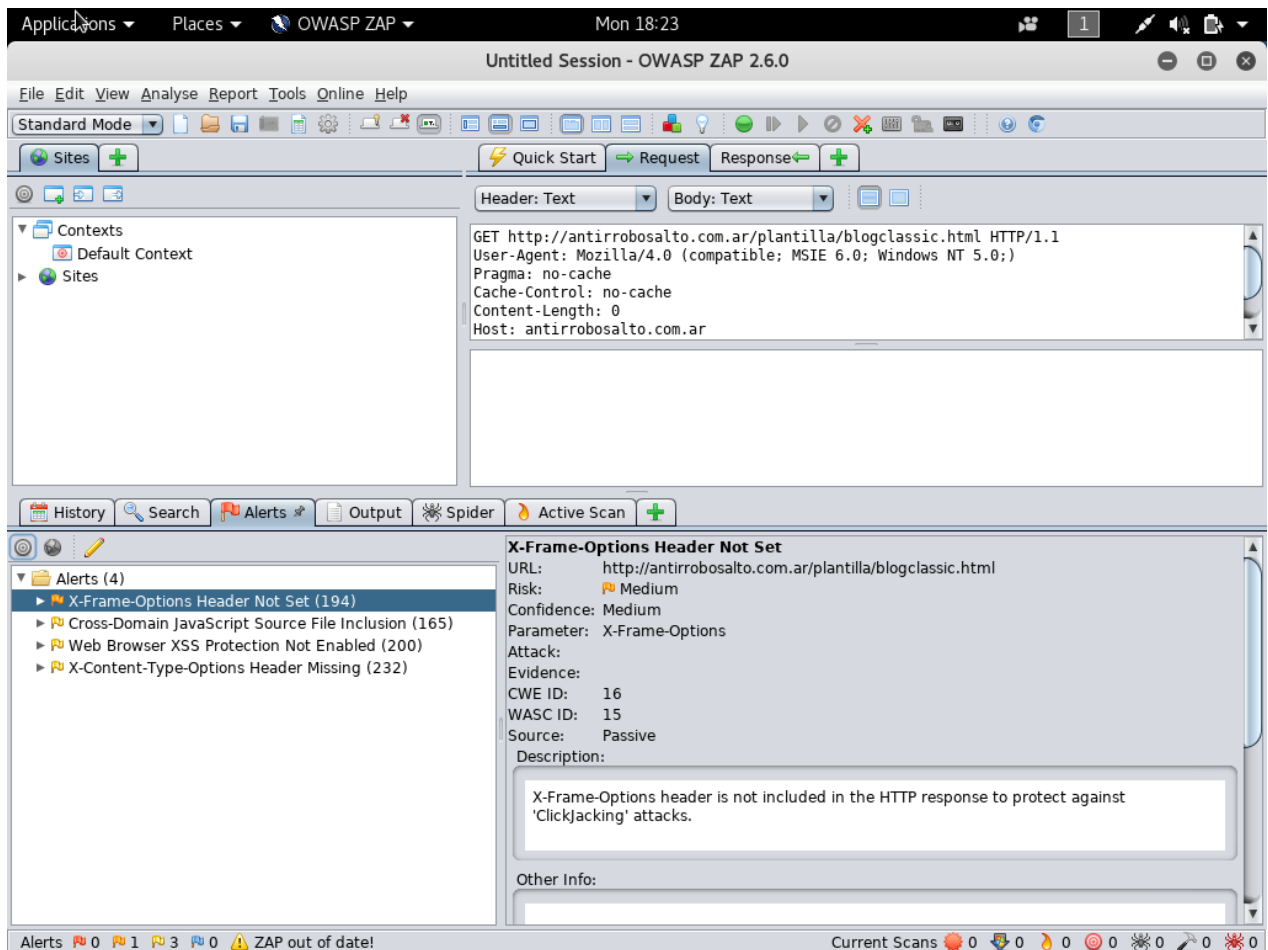 Applications Places OWASP ZAP Mon 18:23 1
Untitled Session - OWASP ZAP 2.6.0
File Edit View Analyse Report Tools Online Help
Standard Mode
Sites
Quick Start Request Response
Header: Text Body: Text
Contexts
Default Context
Sites
GET http://antirrobosalto.com.ar/plantilla/blogclassic.html HTTP/1.1
User-Agent: Mozilla/4.0 (compatible; MSIE 6.0; Windows NT 5.0;)
Pragma: no-cache
Cache-Control: no-cache
Content-Length: 0
Host: antirrobosalto.com.ar
History Search Alerts Output Spider Active Scan
Alerts (4)
X-Frame-Options Header Not Set (194)
Cross-Domain JavaScript Source File Inclusion (165)
Web Browser XSS Protection Not Enabled (200)
X-Content-Type-Options Header Missing (232)
X-Frame-Options Header Not Set
URL: http://antirrobosalto.com.ar/plantilla/blogclassic.html
Risk: Medium
Confidence: Medium
Parameter: X-Frame-Options
Attack:
Evidence:
CWE ID: 16
WASC ID: 15
Source: Passive
Description:
X-Frame-Options header is not included in the HTTP response to protect against
'ClickJacking' attacks.
Other Info:
Alerts 0 1 3 0 ZAP out of date! Current Scans 0 0 0 0 0 0 0